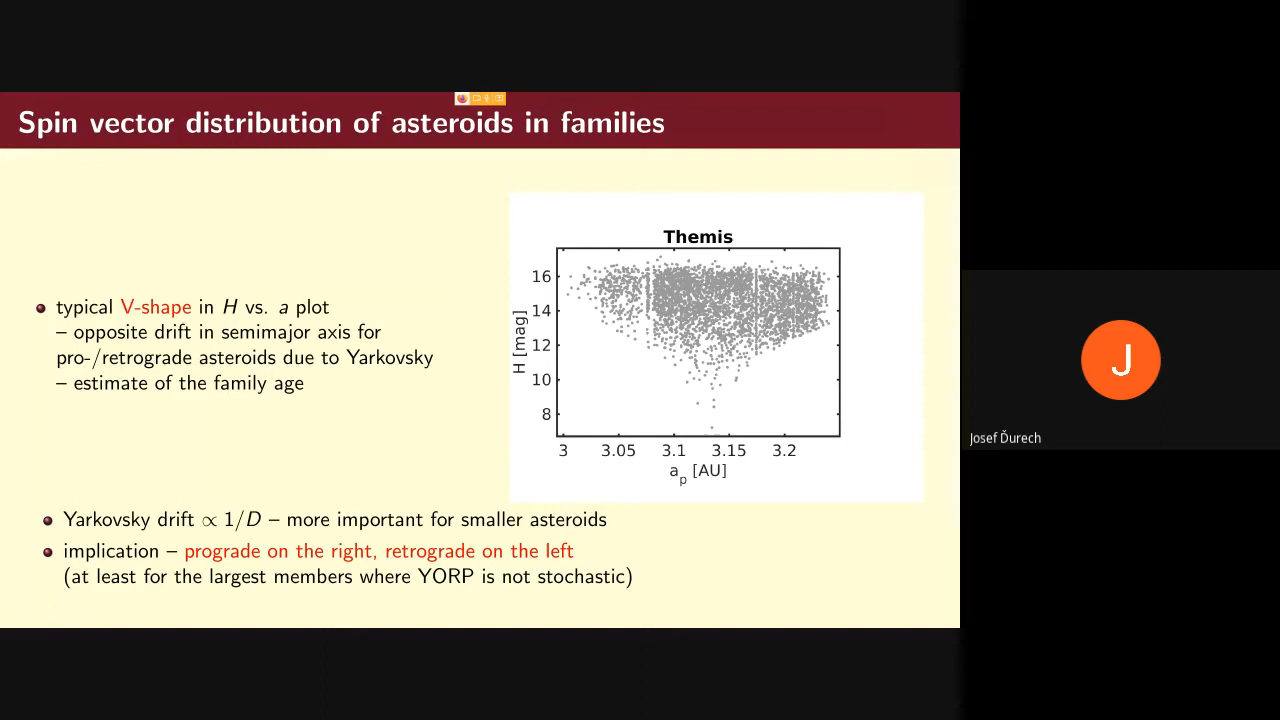 Spin vector distribution of asteroids in families
typical V-shape in H vs. a plot
– opposite drift in semimajor axis for
pro-/retrograde asteroids due to Yarkovsky
– estimate of the family age
Themis
H [mag]
16
14
12
10
8
3 3.05 3.1 3.15 3.2
a_p [AU]
Yarkovsky drift ∝ 1/D – more important for smaller asteroids
implication – prograde on the right, retrograde on the left
(at least for the largest members where YORP is not stochastic)
J
Josef Ďurech